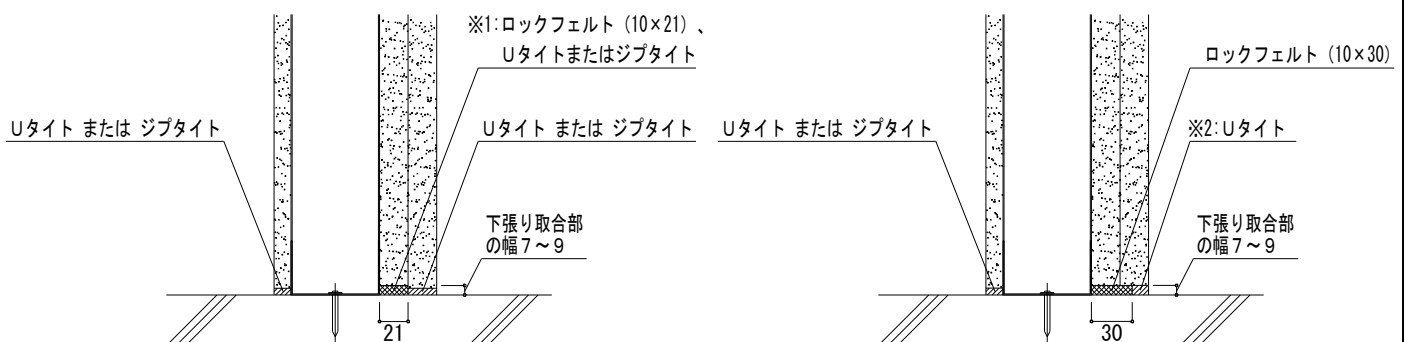 ※1:ロックフェルト (10×21) 、
Uタイトまたはジプタイト
Uタイト または ジプタイト
Uタイト または ジプタイト
下張り取合部
の幅7～9
21
ロックフェルト (10×30)
Uタイト または ジプタイト
※2:Uタイト
下張り取合部
の幅7～9
30